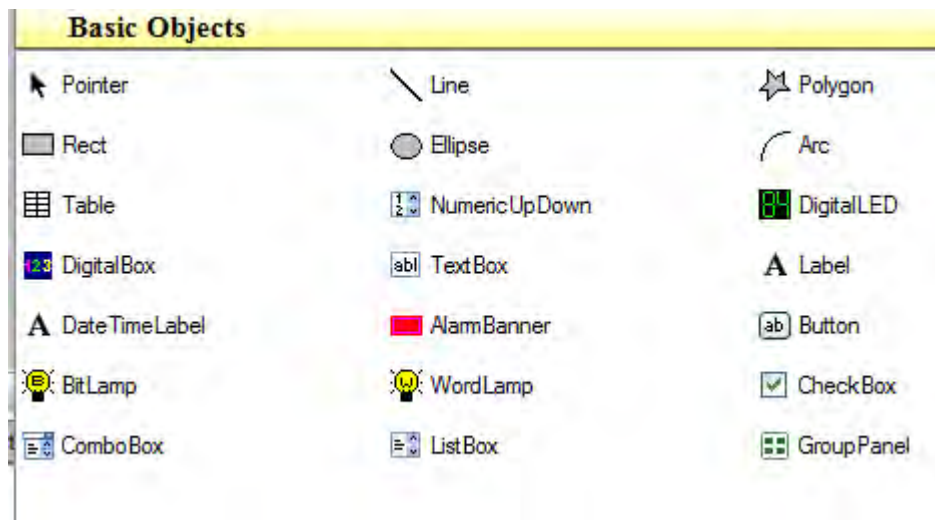 Basic Objects
Pointer Line Polygon
Rect Ellipse Arc
Table NumericUpDown DigitalLED
DigitalBox TextBox Label
DateTimeLabel AlarmBanner Button
BitLamp WordLamp CheckBox
ComboBox ListBox GroupPanel